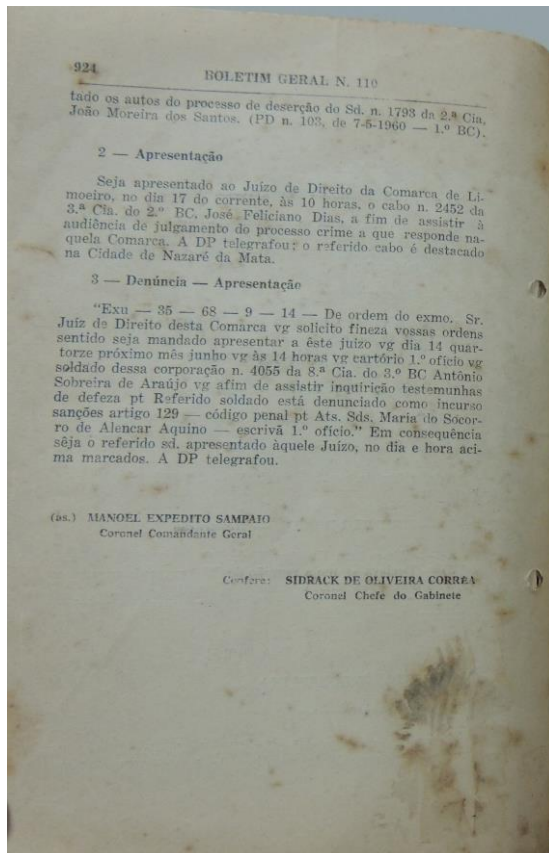 924
BOLETIM GERAL N. 110
tado os autos do processo de deserção do Sd. n. 1793 da 2.ª Cia.
João Moreira dos Santos. (PD n. 103, de 7-5-1960 — 1.º BC).
2 — Apresentação
Seja apresentado ao Juízo de Direito da Comarca de Li-
moeiro, no dia 17 do corrente, às 10 horas, o cabo n. 2452 da
3.ª Cia. do 2.º BC, José Feliciano Dias, a fim de assistir à
audiência de julgamento do processo crime a que responde na-
quela Comarca. A DP telegrafou; o referido cabo é destacado
na Cidade de Nazaré da Mata.
3 — Denúncia — Apresentação
"Exu — 35 — 68 — 9 — 14 — De ordem do exmo. Sr.
Juiz de Direito desta Comarca vg solicito fineza vossas ordens
sentido seja mandado apresentar a êste juizo vg dia 14 qua-
torze próximo mês junho vg às 14 horas vg cartório 1.º ofício vg
soldado dessa corporação n. 4055 da 8.ª Cia. do 3.º BC Antônio
Sobreira de Araújo vg afim de assistir inquirição testemunhas
de defeza pt Referido soldado está denunciado como incurso
sanções artigo 129 — código penal pt Ats. Sds. Maria do Socor-
ro de Alencar Aquino — escrivã 1.º ofício." Em consequência
sêja o referido sd. apresentado àquele Juízo, no dia e hora aci-
ma marcados. A DP telegrafou.
(as.) MANOEL EXPEDITO SAMPAIO
Coronel Comandante Geral
Confere: SIDRACK DE OLIVEIRA CORRÊA
Coronel Chefe do Gabinete